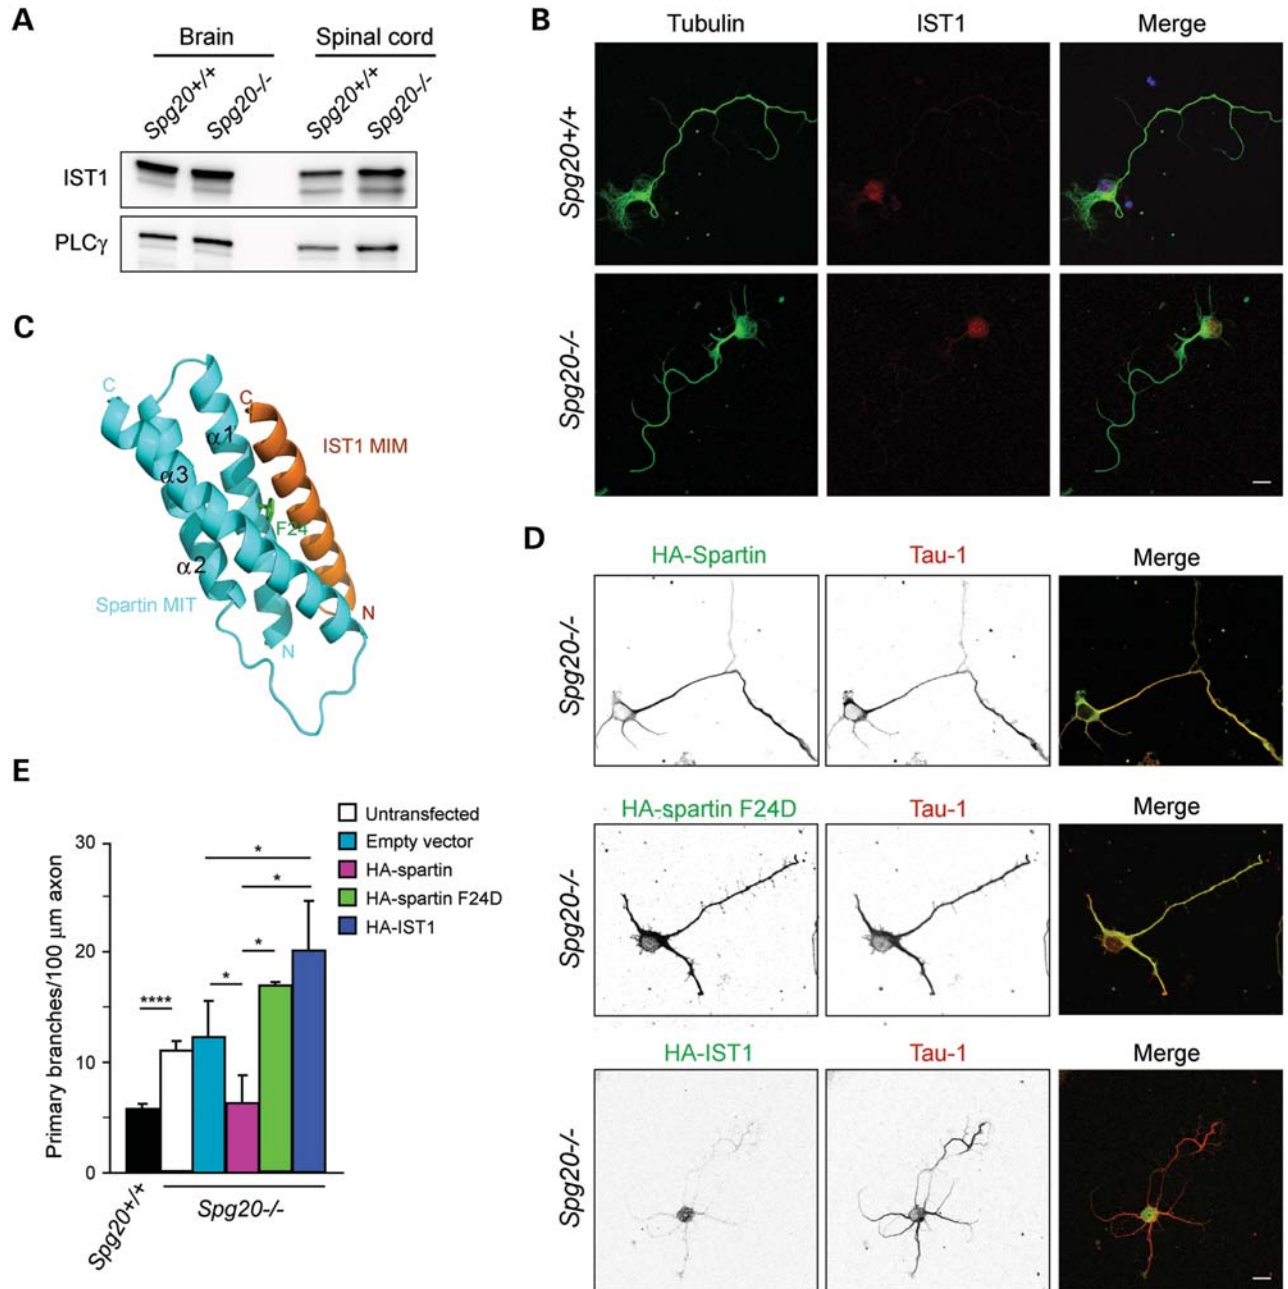 A
Brain Spinal cord
Spg20+/+ Spg20-/- Spg20+/+ Spg20-/-
IST1
PLCγ
B
Tubulin IST1 Merge
Spg20+/+
Spg20-/-
C
C
C
α1
IST1 MIM
α3
F24
α2
Spartin MIT
N
N
D
HA-Spartin Tau-1 Merge
Spg20-/-
HA-spartin F24D Tau-1 Merge
Spg20-/-
HA-IST1 Tau-1 Merge
Spg20-/-
E
Untransfected
Empty vector
HA-spartin
HA-spartin F24D
HA-IST1
Primary branches/100 μm axon
30
20
10
0
*
*
*
*
****
Spg20+/+
Spg20-/-